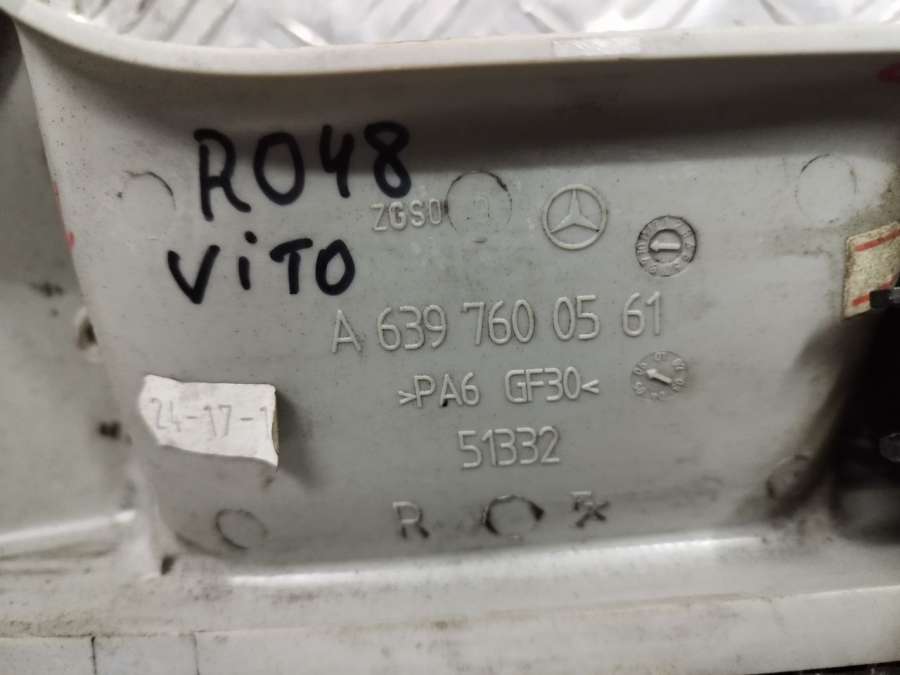 R048
ZGS0
ViTO
A 639 760 05 61
>PA6 GF30<
24-17-1
51332
R